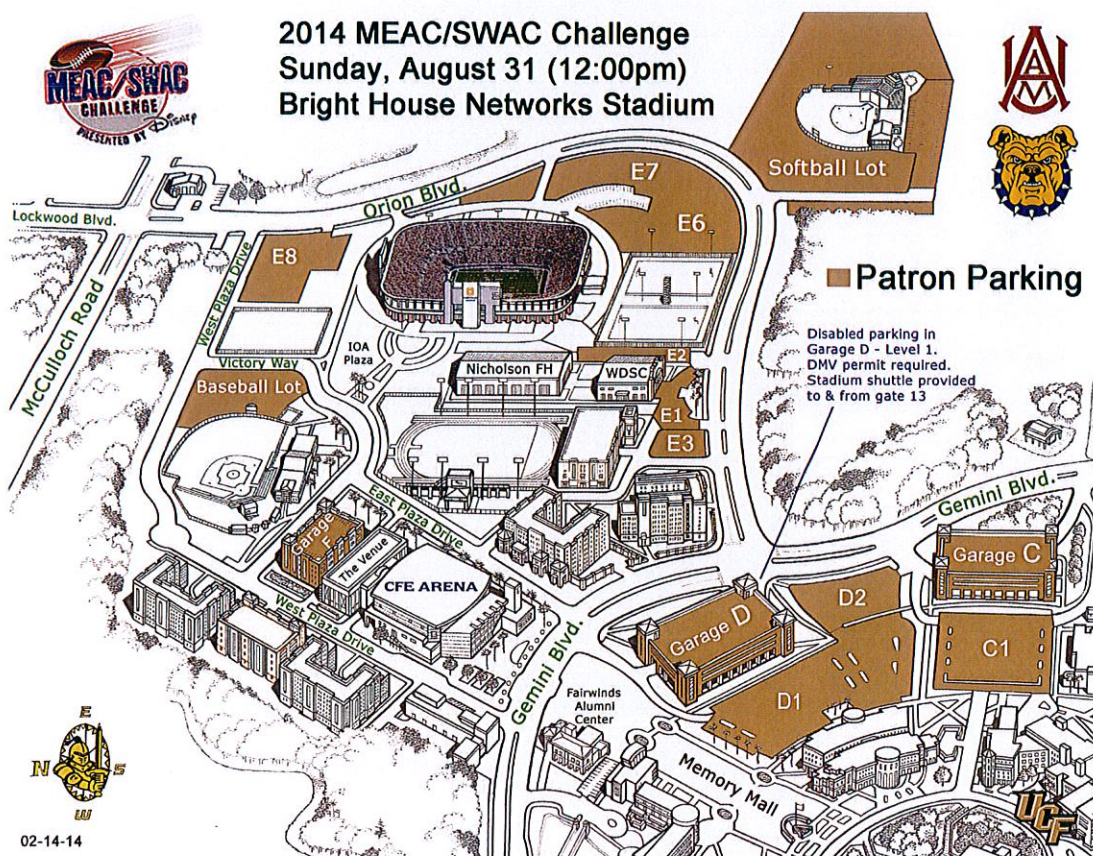 MEAC/SWAC
CHALLENGE
PRESENTED BY Disney
2014 MEAC/SWAC Challenge
Sunday, August 31 (12:00pm)
Bright House Networks Stadium
AAM
Softball Lot
E7
Orion Blvd.
Lockwood Blvd.
E6
E8
West Plaza Drive
McCulloch Road
Patron Parking
Disabled parking in
Garage D - Level 1.
DMV permit required.
Stadium shuttle provided
to & from gate 13
IOA
Plaza
Victory Way
Nicholson FH
WDSC
E2
Baseball Lot
E1
E3
Gemini Blvd.
East Plaza Drive
Garage
F
The Venue
CFE ARENA
Garage C
West Plaza Drive
D2
Garage D
C1
Gemini Blvd.
D1
Fairwinds
Alumni
Center
Memory Mall
E
N
S
W
UCF
02-14-14